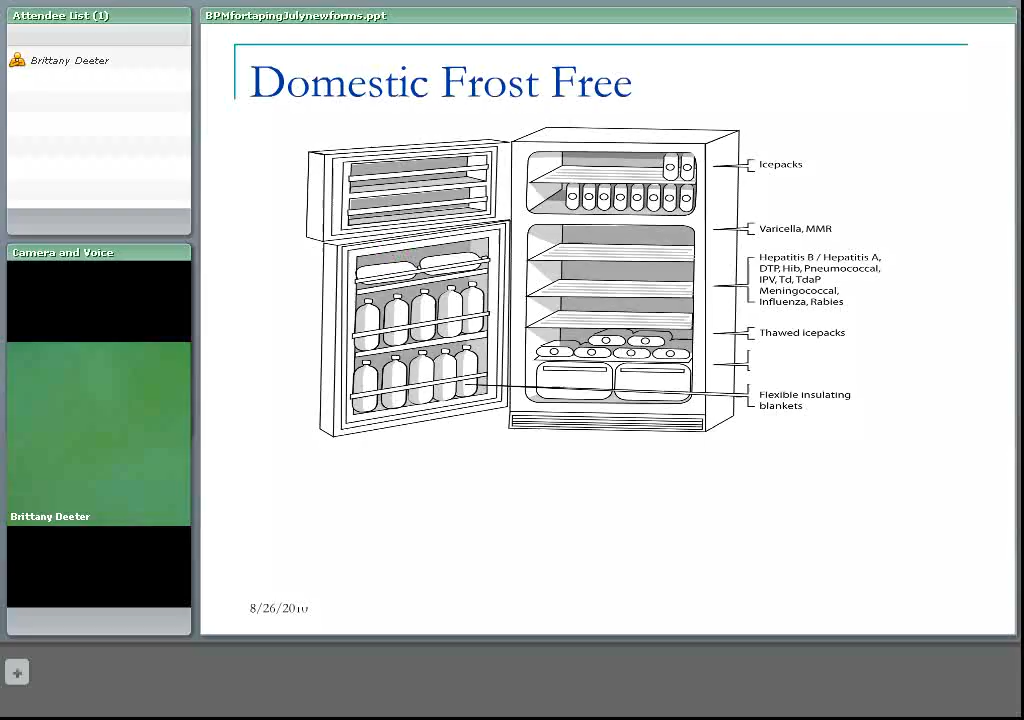 Attendee List (1)
Brittany Deeter
Camera and Voice
Brittany Deeter
BPMfortapingJulynewforms.ppt
Domestic Frost Free
Icepacks
Varicella, MMR
Hepatitis B / Hepatitis A,
DTP, Hib, Pneumococcal,
IPV, Td, TdaP
Meningococcal,
Influenza, Rabies
Thawed icepacks
Flexible insulating
blankets
8/26/2010